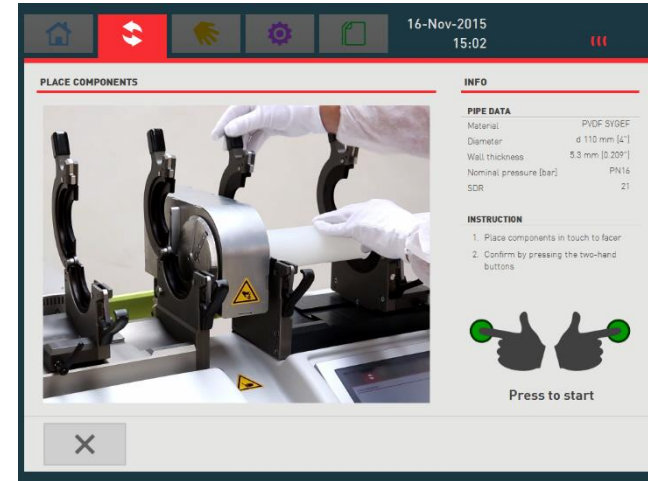 16-Nov-2015
15:02
PLACE COMPONENTS
INFO
PIPE DATA
Material PVDF SYGEF
Diameter d 110 mm [4"]
Wall thickness 5.3 mm [0.209"]
Nominal pressure [bar] PN16
SDR 21
INSTRUCTION
1. Place components in touch to facer
2. Confirm by pressing the two-hand
buttons
Press to start